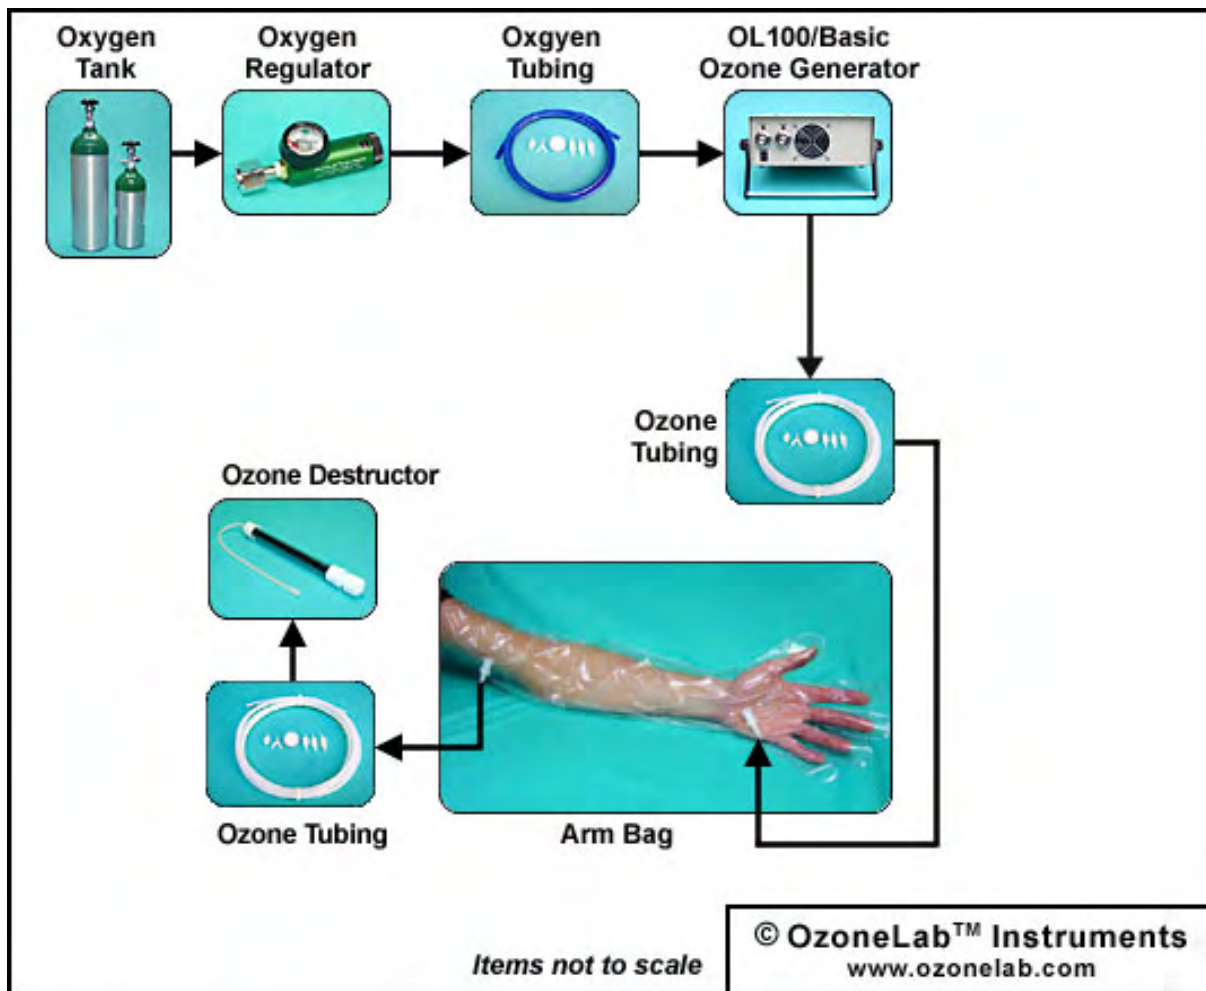 Oxygen
Tank
Oxygen
Regulator
Oxgyen
Tubing
OL100/Basic
Ozone Generator
Ozone
Tubing
Ozone Destructor
Ozone Tubing
Arm Bag
Items not to scale
© OzoneLab™ Instruments
www.ozonelab.com